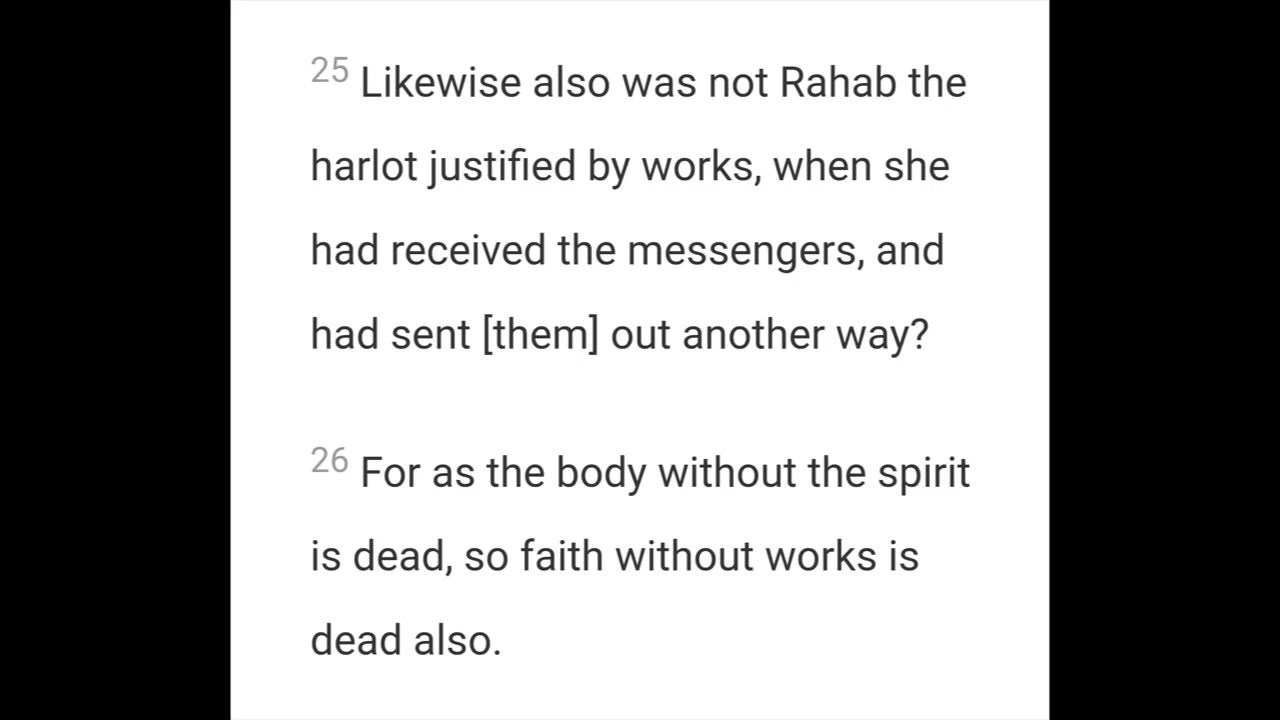 25 Likewise also was not Rahab the
harlot justified by works, when she
had received the messengers, and
had sent [them] out another way?
26 For as the body without the spirit
is dead, so faith without works is
dead also.